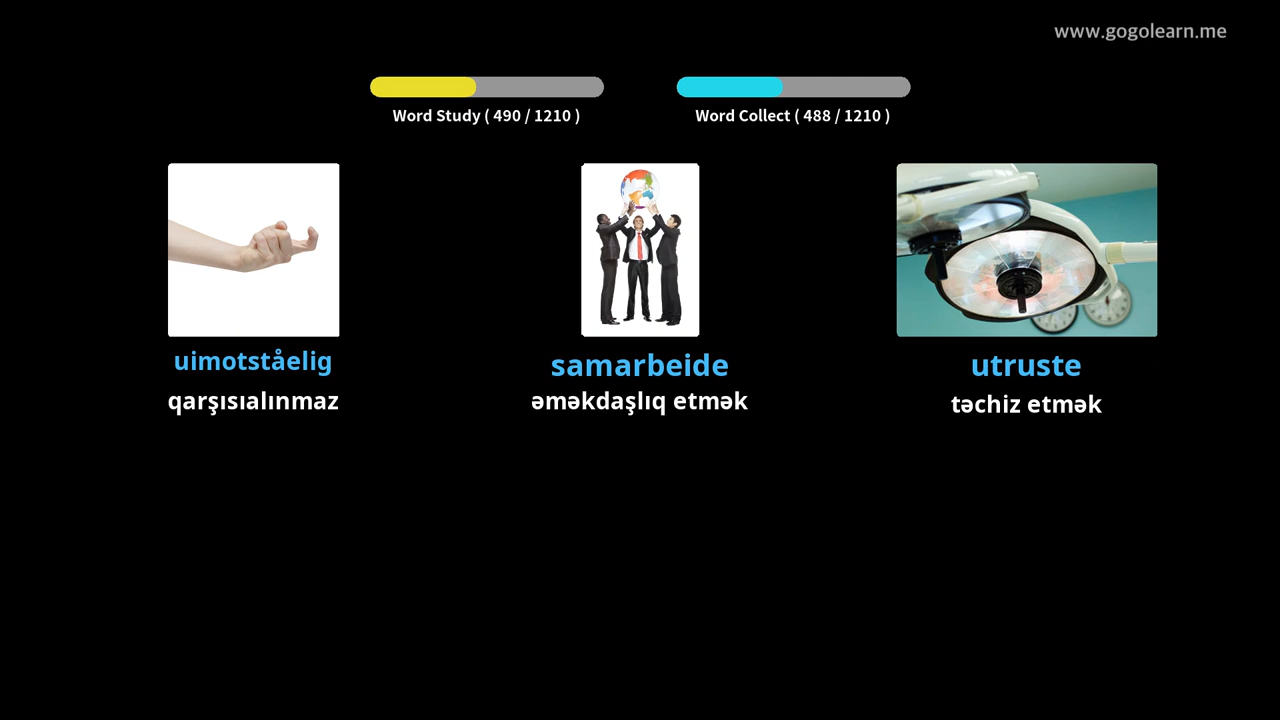 www.gogolearn.me
Word Study ( 490 / 1210 )
Word Collect ( 488 / 1210 )
uimotståelig
qarşısıalınmaz
samarbeide
əməkdaşlıq etmək
utruste
təchiz etmək